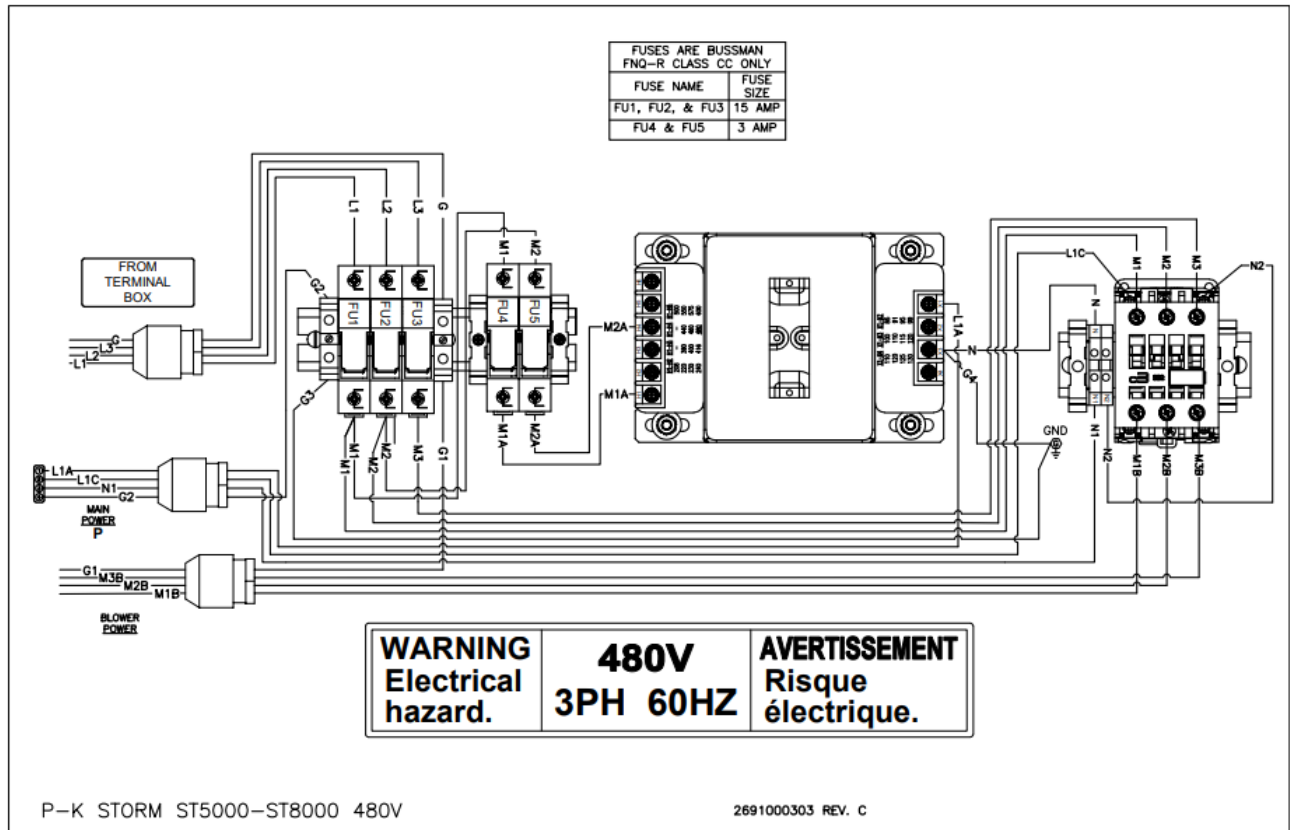 FUSES ARE BUSSMAN
FNQ-R CLASS CC ONLY
FUSE NAME FUSE SIZE
FU1, FU2, & FU3 15 AMP
FU4 & FU5 3 AMP
L1 L2 L3 G
M1 M2
FROM
TERMINAL
BOX
G
L3
L2
L1
G2
FU1 FU2 FU3
FU4 FU5
G3
M2A
M1A
L1A
N
G4
L1C
M1 M2 M3
N2
N
N
N1 N2
GND
M1 M2 M3 G1
M1 M2
M1A M2A
N1
N2
M1B M2B M3B
L1A
L1C
N1
G2
MAIN
POWER
P
G1
M3B
M2B
M1B
BLOWER
POWER
WARNING
Electrical
hazard.
480V
3PH 60HZ
AVERTISSEMENT
Risque
électrique.
P-K STORM ST5000-ST8000 480V
2691000303 REV. C